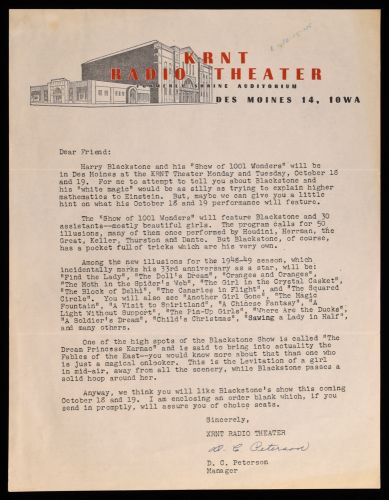 KRNT
RADIO THEATER
SHRINE AUDITORIUM
DES MOINES 14, IOWA
Dear Friend:
Harry Blackstone and his "Show of 1001 Wonders" will be
in Des Moines at the KRNT Theater Monday and Tuesday, October 18
and 19. For me to attempt to tell you about Blackstone and
his "white magic" would be as silly as trying to explain higher
mathematics to Einstein. But, maybe we can give you a little
hint on what his October 18 and 19 performance will feature.
The "Show of 1001 Wonders" will feature Blackstone and 30
assistants--mostly beautiful girls. The program calls for 50
illusions, many of them once performed by Houdini, Herrman, the
Great, Keller, Thurston and Dante. But Blackstone, of course,
has a pocket full of tricks which are his very own.
Among the new illusions for the 1948-49 season, which
incidentally marks his 33rd anniversary as a star, will be:
"Find the Lady", "The Doll's Dream", "Oranges and Oranges",
"The Moth in the Spider's Web", "The Girl in the Crystal Casket",
"The Block of Delhi", "The Canaries in Flight", and "The Squared
Circle". You will also see "Another Girl Gone", "The Magic
Fountain", "A Visit to Spiritland", "A Chinese Fantasy", "A
Light Without Support", "The Pin-Up Girls", "Where Are the Ducks",
"A Soldier's Dream", "Child's Christmas", "Sawing a Lady in Half",
and many others.
One of the high spots of the Blackstone Show is called "The
Dream Princess Karnac" and is said to bring into actuality the
Fables of the East--you would know more about that than one who
is just a magical onlooker. This is the levitation of a girl
in mid-air, away from all the scenery, while Blackstone passes a
solid hoop around her.
Anyway, we think you will like Blackstone's show this coming
October 18 and 19. I am enclosing an order blank which, if you
send in promptly, will assure you of choice seats.
Sincerely,
KRNT RADIO THEATER
D. C. Peterson
D. C. Peterson
Manager